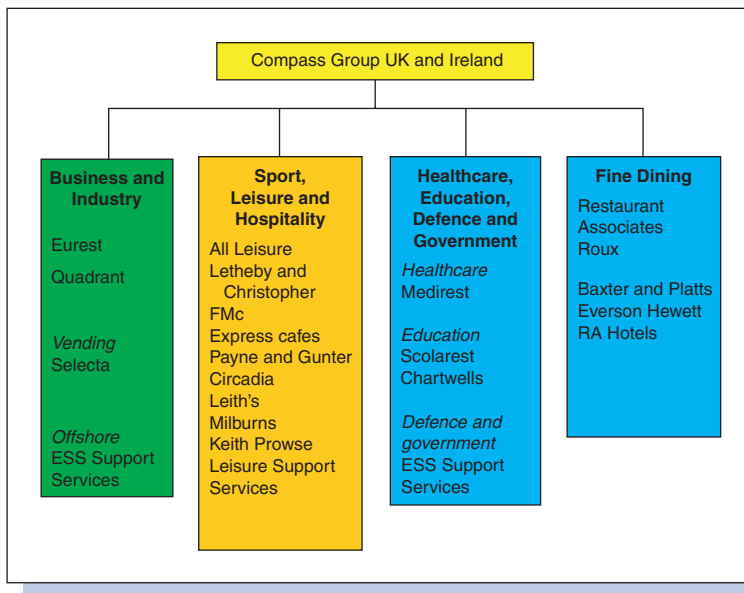 Compass Group UK and Ireland
Business and
Industry
Eurest
Quadrant
Vending
Selecta
Offshore
ESS Support
Services
Sport,
Leisure and
Hospitality
All Leisure
Letheby and
Christopher
FMc
Express cafes
Payne and Gunter
Circadia
Leith's
Milburns
Keith Prowse
Leisure Support
Services
Healthcare,
Education,
Defence and
Government
Healthcare
Medirest
Education
Scolarest
Chartwells
Defence and
government
ESS Support
Services
Fine Dining
Restaurant
Associates
Roux
Baxter and Platts
Everson Hewett
RA Hotels